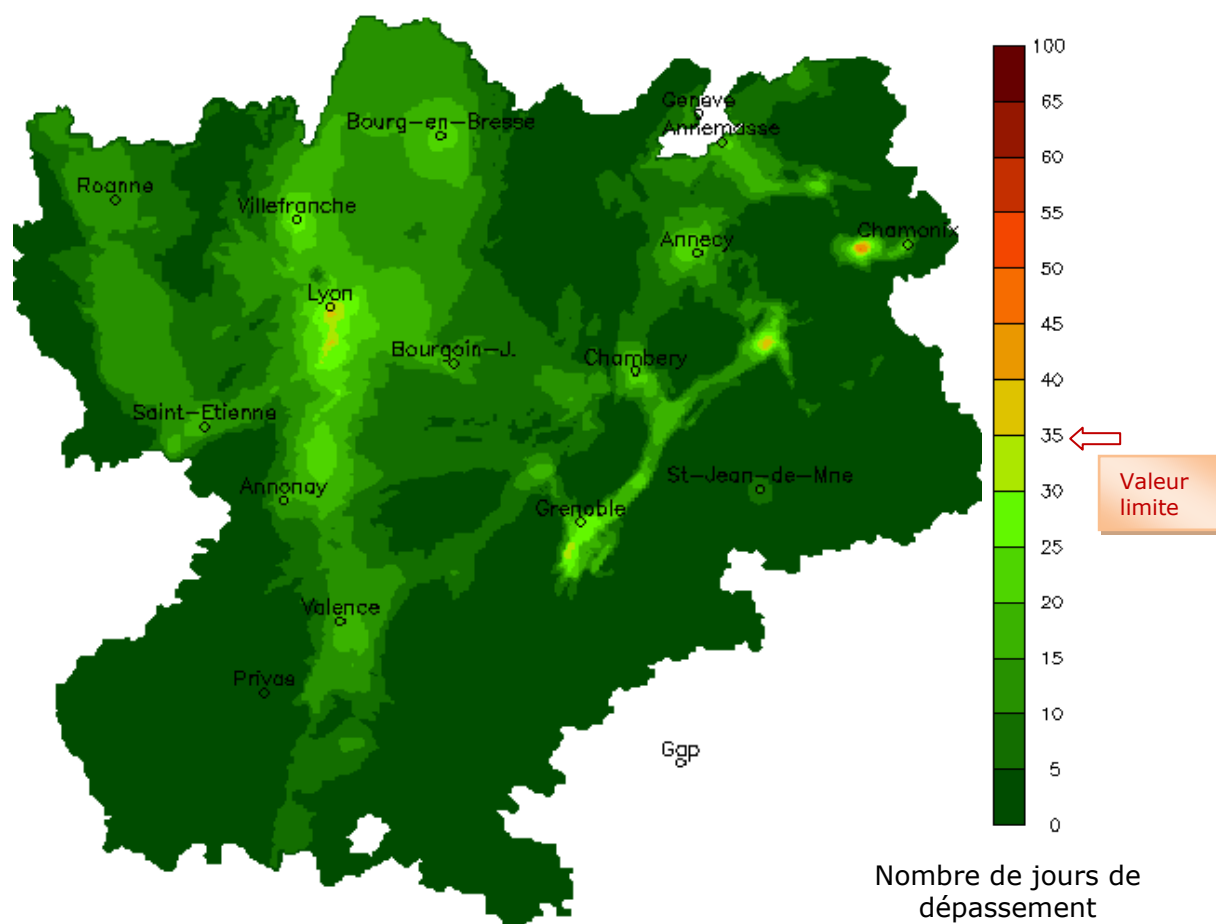 Genève
Annemasse
Bourg-en-Bresse
Roanne
Villefranche
Chamonix
Annecy
Lyon
Bourgoin-J.
Chambery
Saint-Etienne
Annonay
St-Jean-de-Mne
Grenoble
Valence
Privas
Gap
100
65
60
55
50
45
40
35
30
25
20
15
10
5
0
Valeur
limite
Nombre de jours de
dépassement